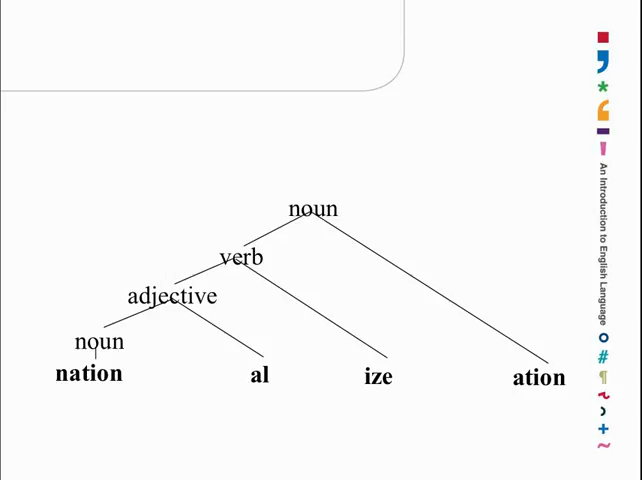 noun
verb
adjective
noun
nation al ize ation
An Introduction to English Language